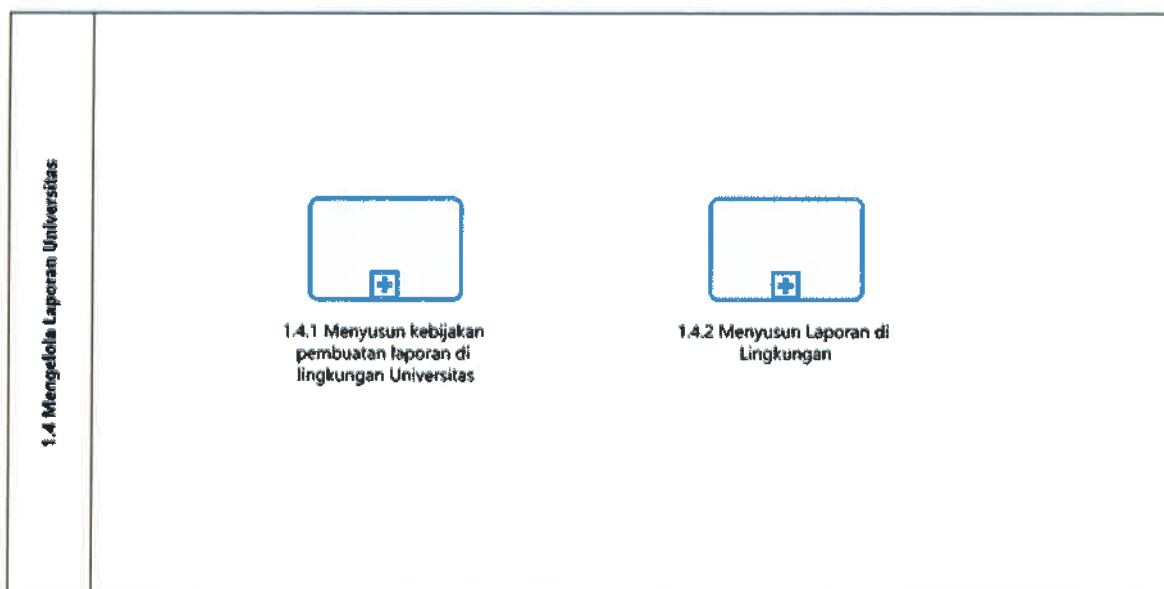 1.4 Mengelola Laporan Universitas
1.4.1 Menyusun kebijakan
pembuatan laporan di
lingkungan Universitas
1.4.2 Menyusun Laporan di
Lingkungan